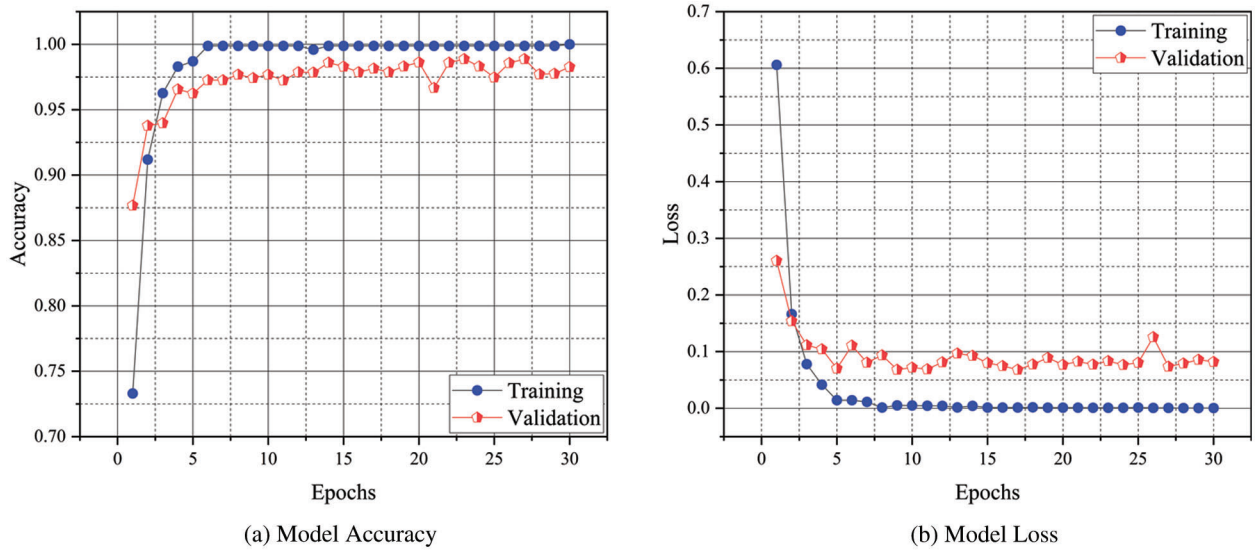 1.00
0.95
0.90
0.85
0.80
0.75
0.70
Accuracy
Training
Validation
0 5 10 15 20 25 30
Epochs
(a) Model Accuracy
0.7
0.6
0.5
0.4
0.3
0.2
0.1
0.0
Loss
Training
Validation
0 5 10 15 20 25 30
Epochs
(b) Model Loss